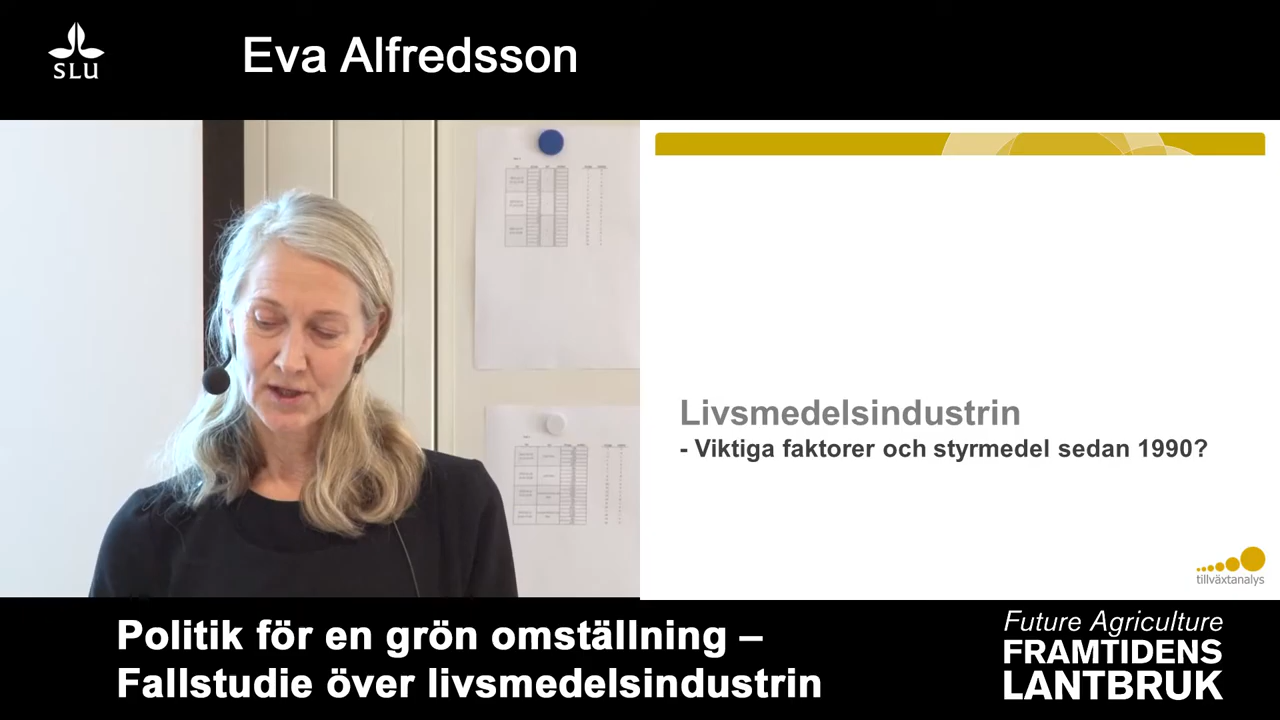 SLU
Eva Alfredsson
Livsmedelsindustrin
- Viktiga faktorer och styrmedel sedan 1990?
tillväxtanalys
Politik för en grön omställning –
Fallstudie över livsmedelsindustrin
Future Agriculture
FRAMTIDENS
LANTBRUK